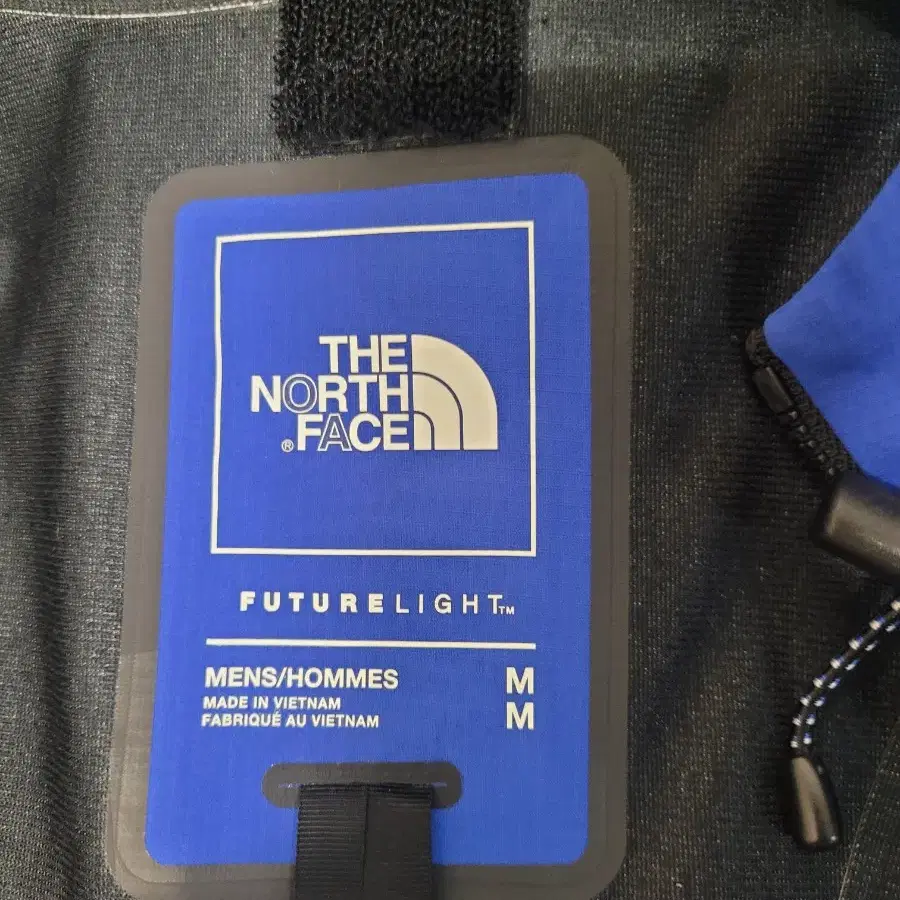 THE
NORTH
®FACE
FUTURELIGHT™
MENS/HOMMES M
MADE IN VIETNAM
FABRIQUÉ AU VIETNAM M